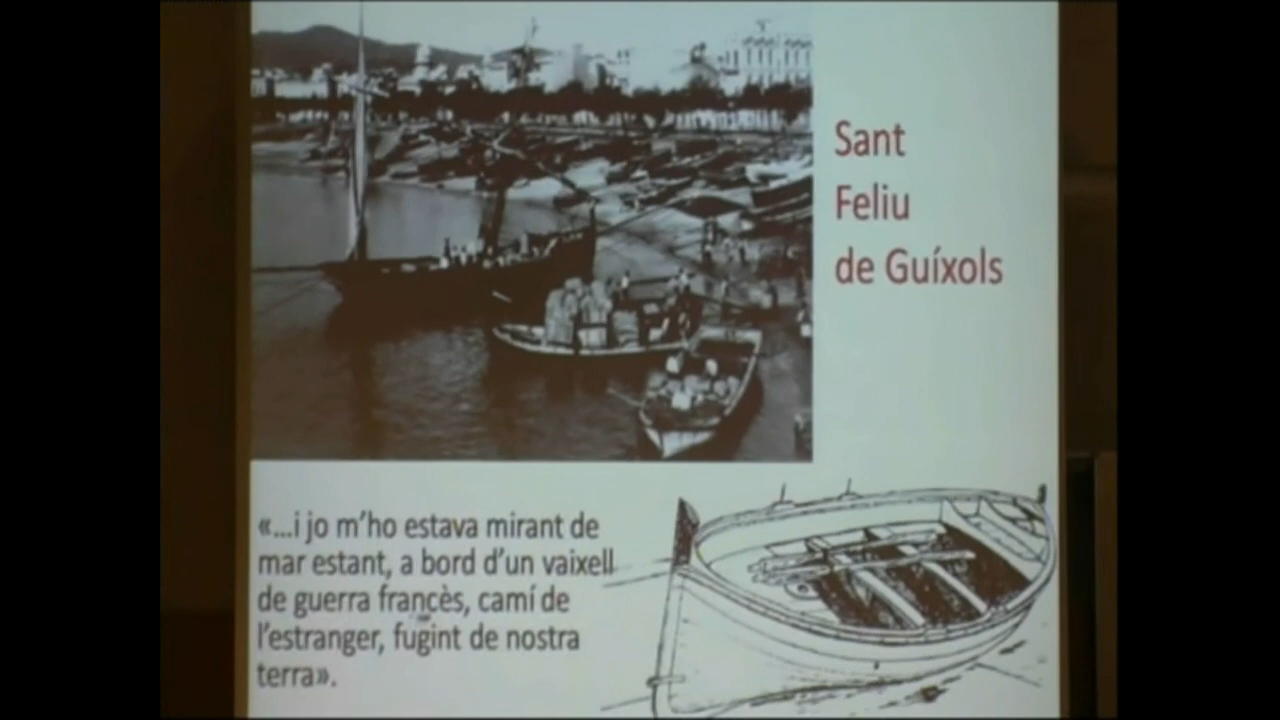 Sant
Feliu
de Guíxols
«...i jo m’ho estava mirant de
mar estant, a bord d’un vaixell
de guerra francès, camí de
l’estranger, fugint de nostra
terra».